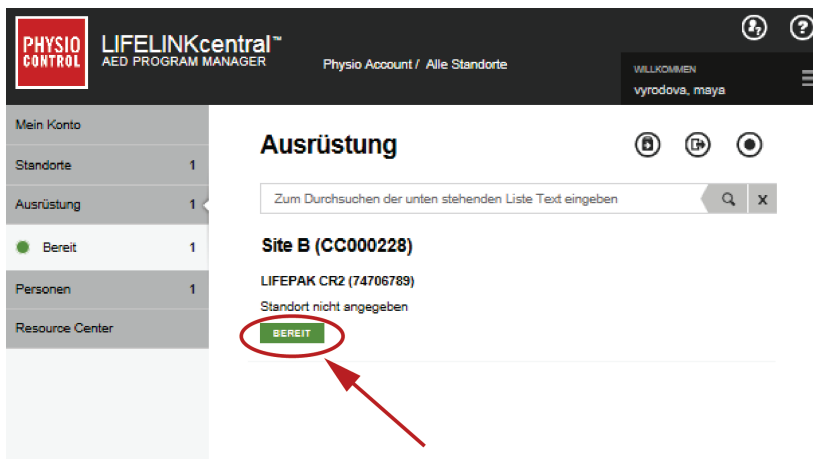 PHYSIO
CONTROL
LIFELINKcentral™
AED PROGRAM MANAGER
Physio Account / Alle Standorte
WILLKOMMEN
vyrodova, maya
Mein Konto
Standorte 1
Ausrüstung 1
Bereit 1
Personen 1
Resource Center
Ausrüstung
Zum Durchsuchen der unten stehenden Liste Text eingeben
X
Site B (CC000228)
LIFEPAK CR2 (74706789)
Standort nicht angegeben
BEREIT